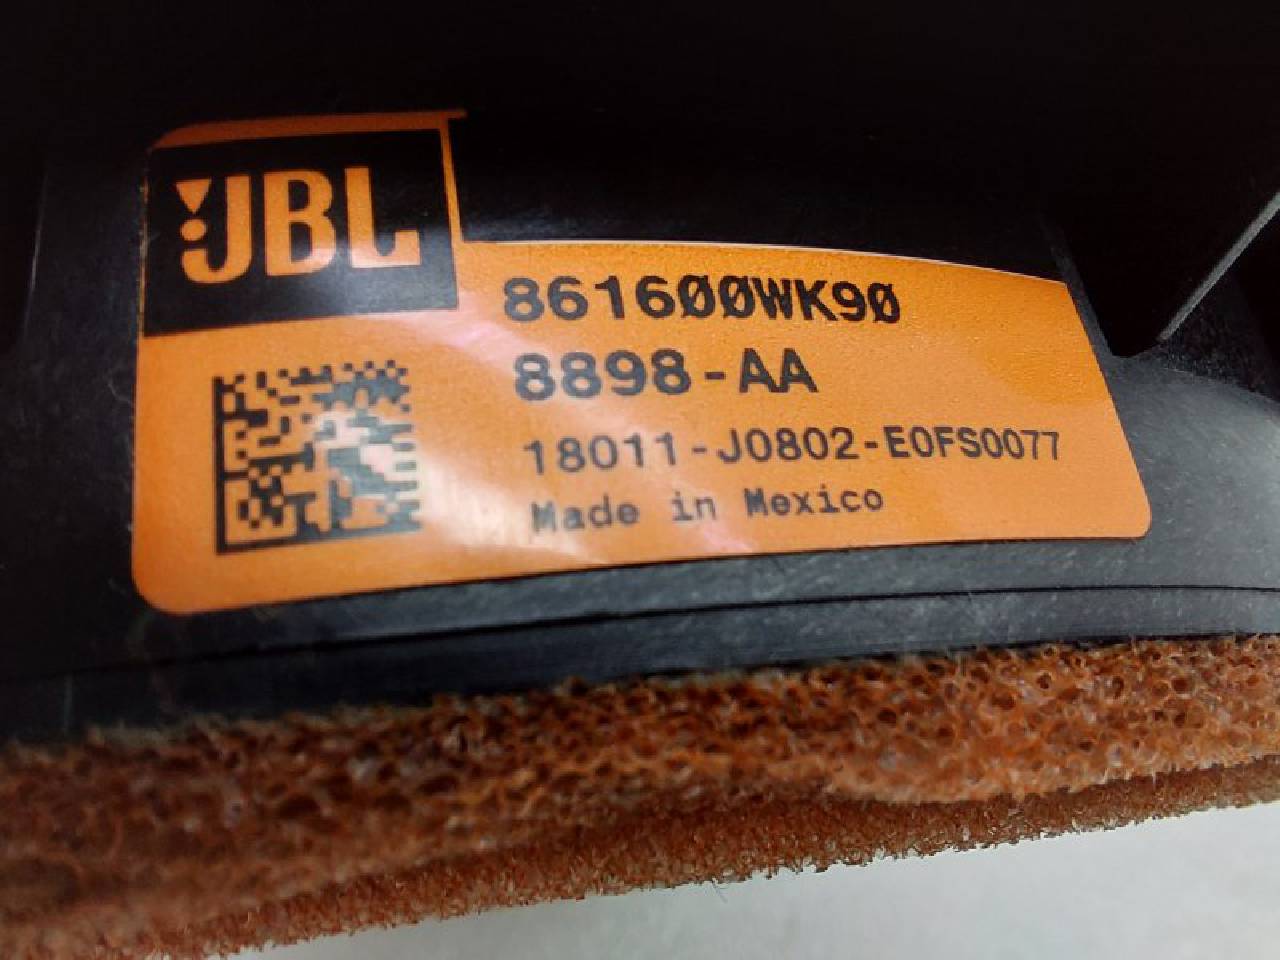 JBL
861600WK90
8898-AA
18011-J0802-E0FS0077
Made in Mexico